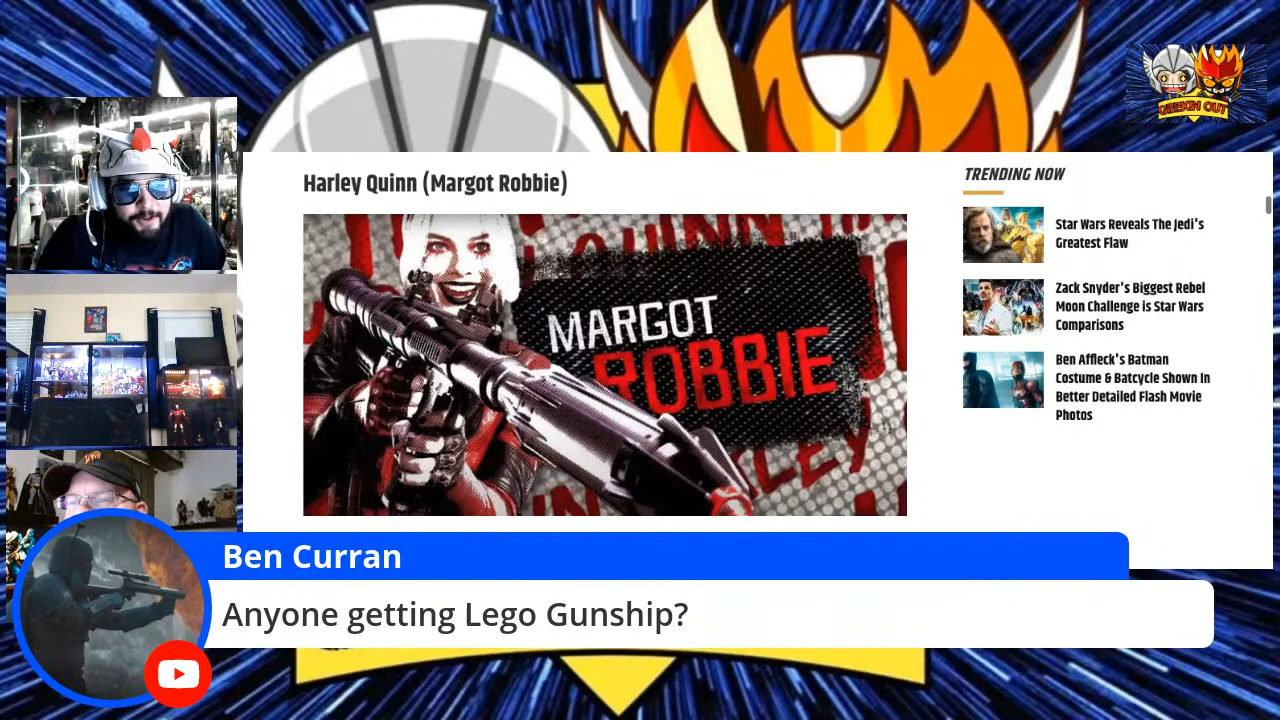 GEEKIN OUT
Harley Quinn (Margot Robbie)
MARGOT
ROBBIE
TRENDING NOW
Star Wars Reveals The Jedi's
Greatest Flaw
Zack Snyder's Biggest Rebel
Moon Challenge is Star Wars
Comparisons
Ben Affleck's Batman
Costume & Batcycle Shown In
Better Detailed Flash Movie
Photos
Ben Curran
Anyone getting Lego Gunship?